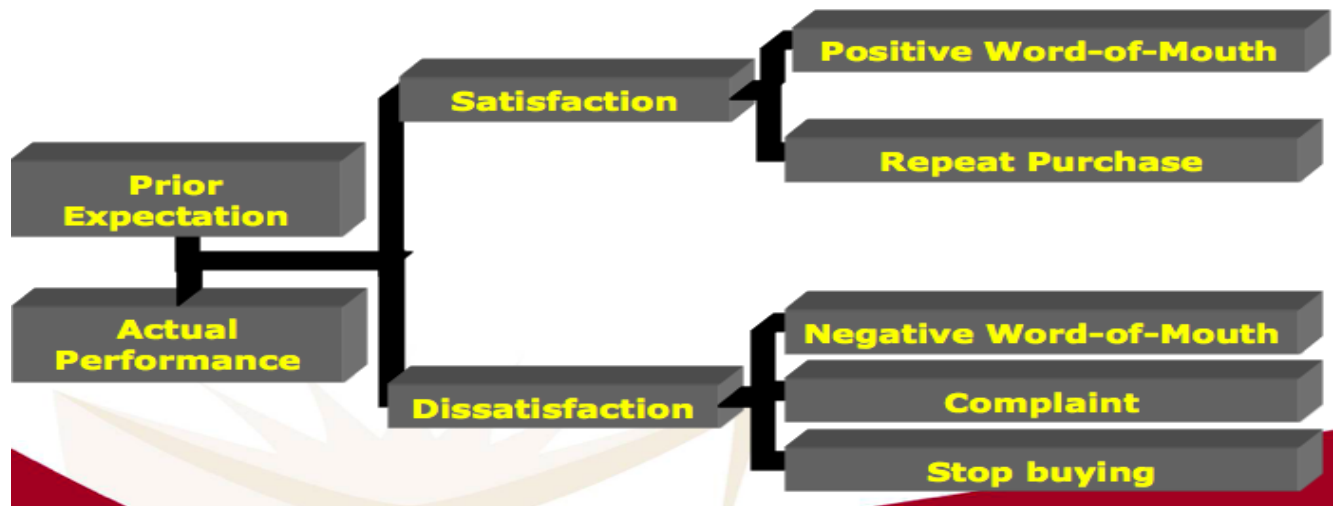 Prior
Expectation
Actual
Performance
Satisfaction
Dissatisfaction
Positive Word-of-Mouth
Repeat Purchase
Negative Word-of-Mouth
Complaint
Stop buying